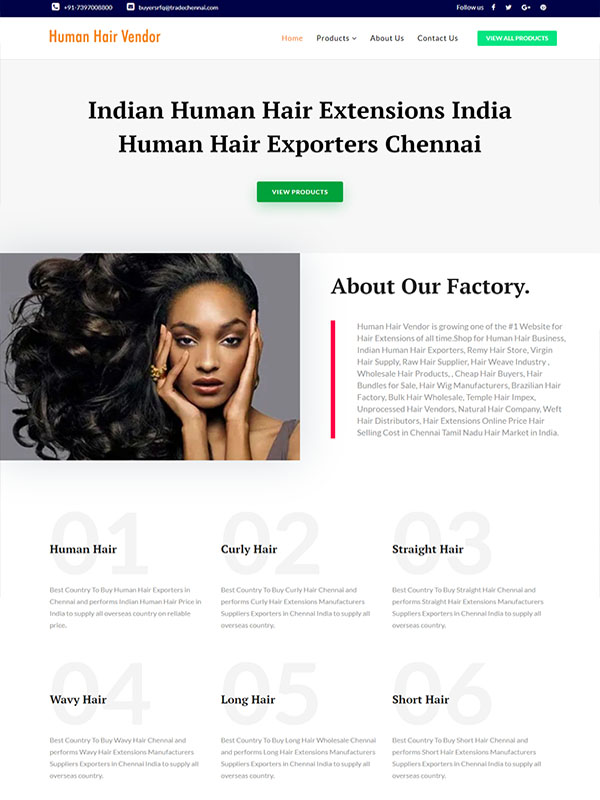 +91-7397008800 buyersrfq@tradechennai.com Follow us
Human Hair Vendor Home Products About Us Contact Us VIEW ALL PRODUCTS
Indian Human Hair Extensions India
Human Hair Exporters Chennai
VIEW PRODUCTS
About Our Factory.
Human Hair Vendor is growing one of the #1 Website for
Hair Extensions of all time.Shop for Human Hair Business,
Indian Human Hair Exporters, Remy Hair Store, Virgin
Hair Supply, Raw Hair Supplier, Hair Weave Industry ,
Wholesale Hair Products, , Cheap Hair Buyers, Hair
Bundles for Sale, Hair Wig Manufacturers, Brazilian Hair
Factory, Bulk Hair Wholesale, Temple Hair Impex,
Unprocessed Hair Vendors, Natural Hair Company, Weft
Hair Distributors, Hair Extensions Online Price Hair
Selling Cost in Chennai Tamil Nadu Hair Market in India.
01
Human Hair
Best Country To Buy Human Hair Exporters in
Chennai and performs Indian Human Hair Price in
India to supply all overseas country on reliable
price.
02
Curly Hair
Best Country To Buy Curly Hair Chennai and
performs Curly Hair Extensions Manufacturers
Suppliers Exporters in Chennai India to supply all
overseas country.
03
Straight Hair
Best Country To Buy Straight Hair Chennai and
performs Straight Hair Extensions Manufacturers
Suppliers Exporters in Chennai India to supply all
overseas country.
04
Wavy Hair
Best Country To Buy Wavy Hair Chennai and
performs Wavy Hair Extensions Manufacturers
Suppliers Exporters in Chennai India to supply all
overseas country.
05
Long Hair
Best Country To Buy Long Hair Wholesale Chennai
and performs Long Hair Extensions Manufacturers
Suppliers Exporters in Chennai India to supply all
overseas country.
06
Short Hair
Best Country To Buy Short Hair Chennai and
performs Short Hair Extensions Manufacturers
Suppliers Exporters in Chennai India to supply all
overseas country.